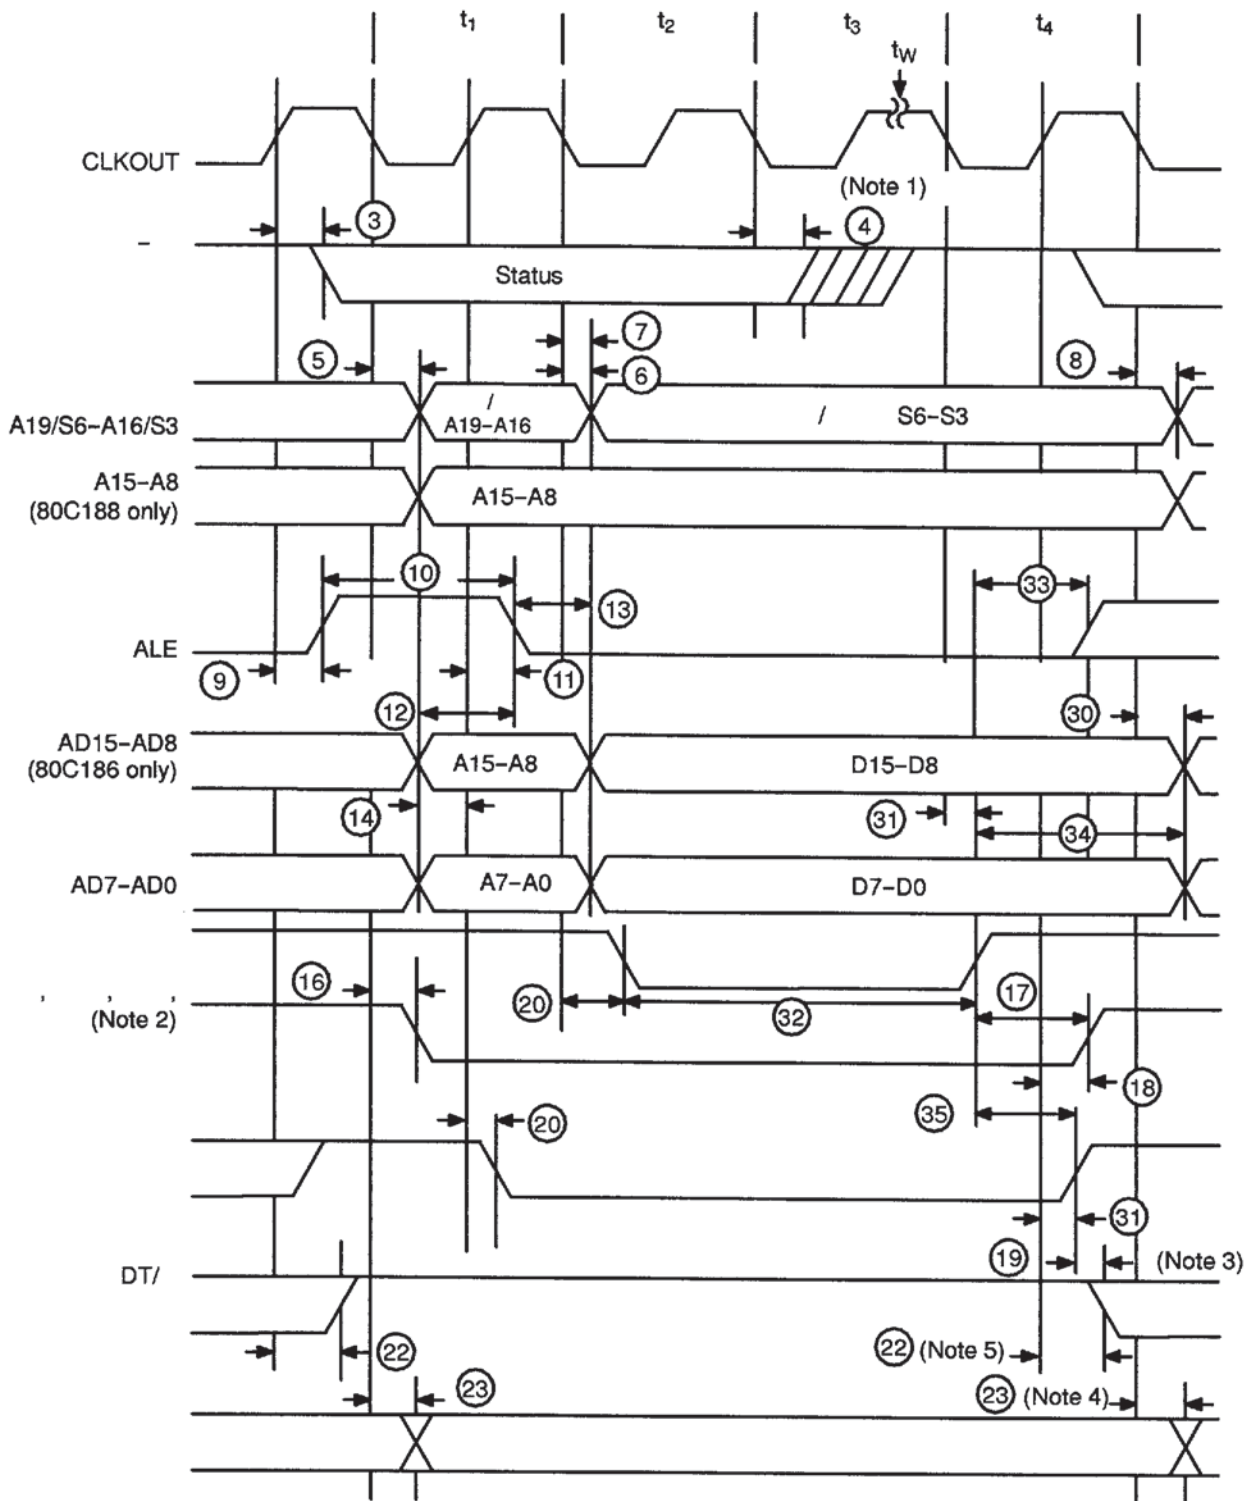 t1 t2 t3 t4
tW
CLKOUT
(Note 1)
3 4
–
Status
7
5 6 8
A19/S6–A16/S3 / A19–A16 / S6–S3
A15–A8 A15–A8
(80C188 only)
10 33
13
ALE
9 11
12 30
AD15–AD8 A15–A8 D15–D8
(80C186 only)
14 31 34
AD7–AD0 A7–A0 D7–D0
16 20 32 17
, , ,
(Note 2)
18
20 35
31
19 (Note 3)
DT/
22 22 (Note 5)
23 23 (Note 4)